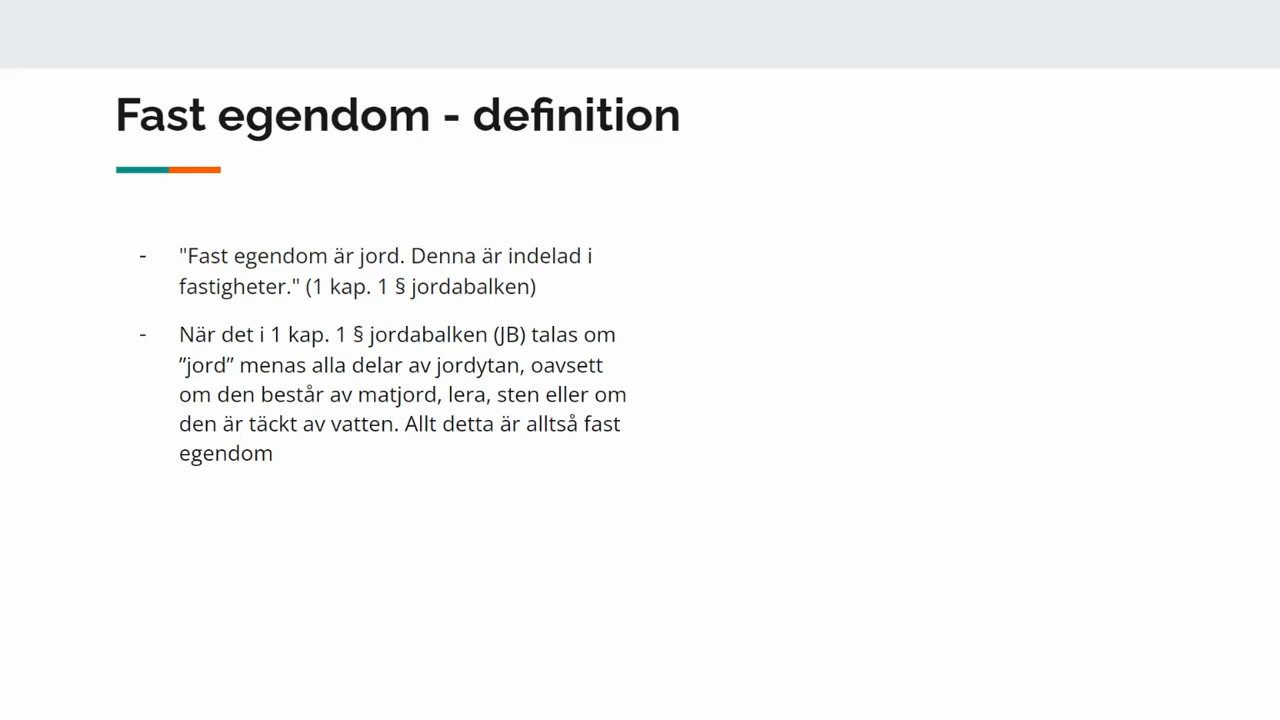 Fast egendom - definition
- "Fast egendom är jord. Denna är indelad i
fastigheter." (1 kap. 1 § jordabalken)
- När det i 1 kap. 1 § jordabalken (JB) talas om
”jord” menas alla delar av jordytan, oavsett
om den består av matjord, lera, sten eller om
den är täckt av vatten. Allt detta är alltså fast
egendom